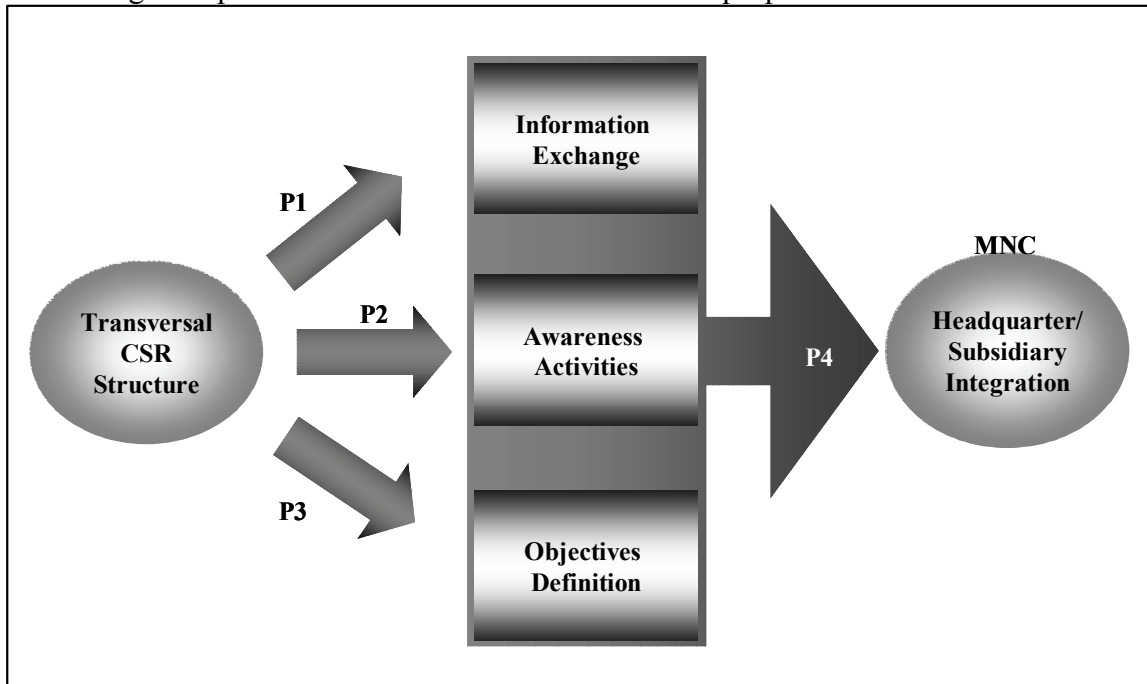 Information
Exchange
P1
MNC
P2
Transversal
CSR
Structure
Awareness
Activities
P4
Headquarter/
Subsidiary
Integration
P3
Objectives
Definition